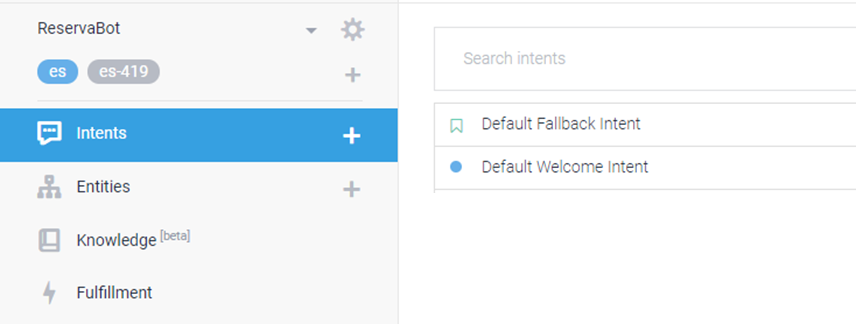 ReservaBot
es es-419
Intents
Entities
Knowledge [beta]
Fulfillment
Search intents
Default Fallback Intent
Default Welcome Intent